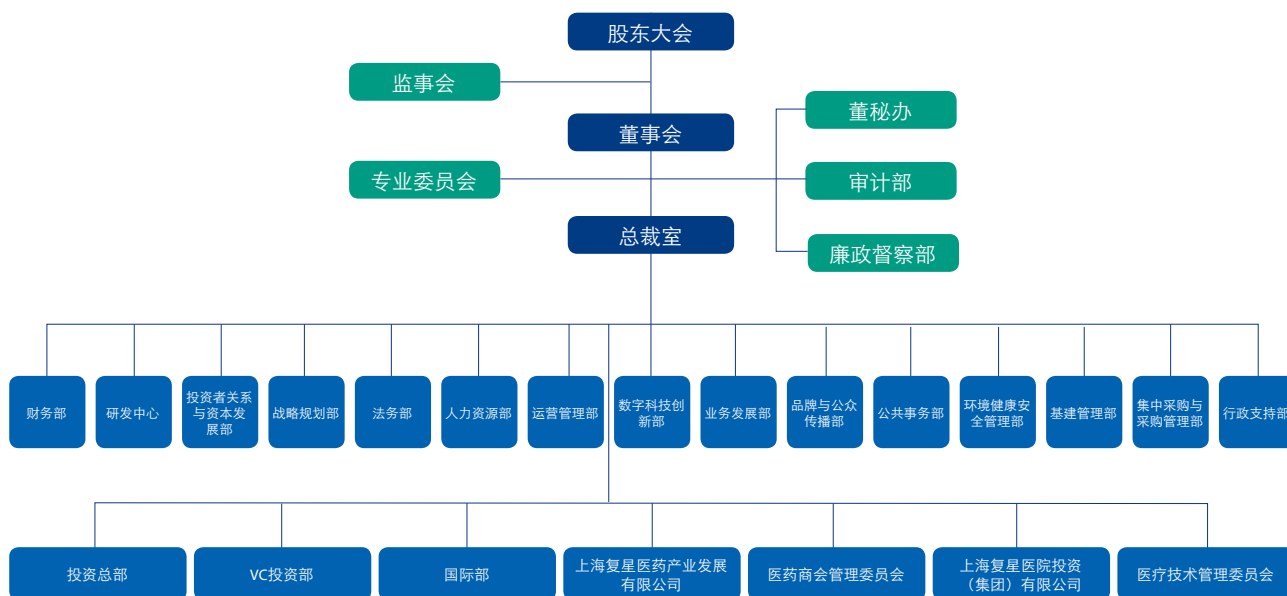 股东大会
监事会
董秘办
董事会
专业委员会
审计部
总裁室
廉政督察部
财务部
研发中心
投资者关系
与资本发
展部
战略规划部
法务部
人力资源部
运营管理部
数字科技创
新部
业务发展部
品牌与公众
传播部
公共事务部
环境健康安
全管理部
基建管理部
集中采购与
采购管理部
行政支持部
投资总部
VC投资部
国际部
上海复星医药产业发展
有限公司
医药商会管理委员会
上海复星医院投资
（集团）有限公司
医疗技术管理委员会